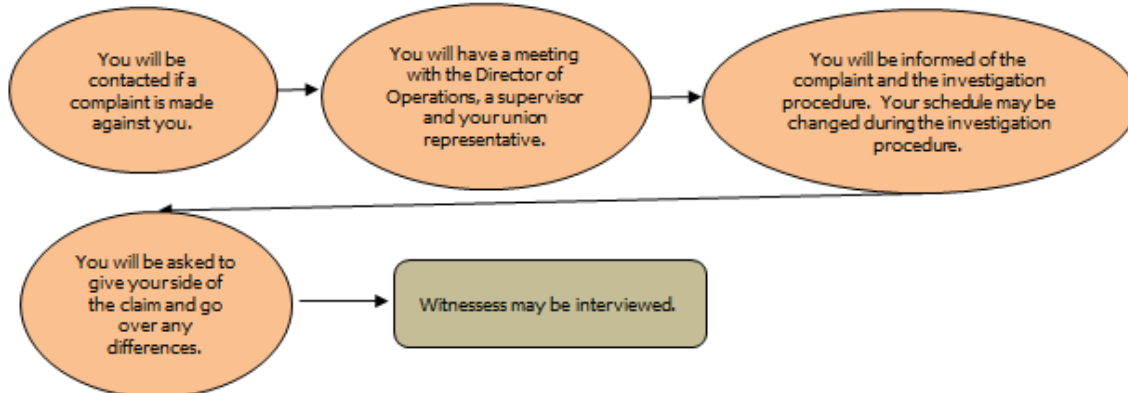 You will be
contacted if a
complaint is made
against you.
You will have a meeting
with the Director of
Operations, a supervisor
and your union
representative.
You will be informed of the
complaint and the investigation
procedure.  Your schedule may be
changed during the investigation
procedure.
You will be asked to
give your side of
the claim and go
over any
differences.
Witnessess may be interviewed.